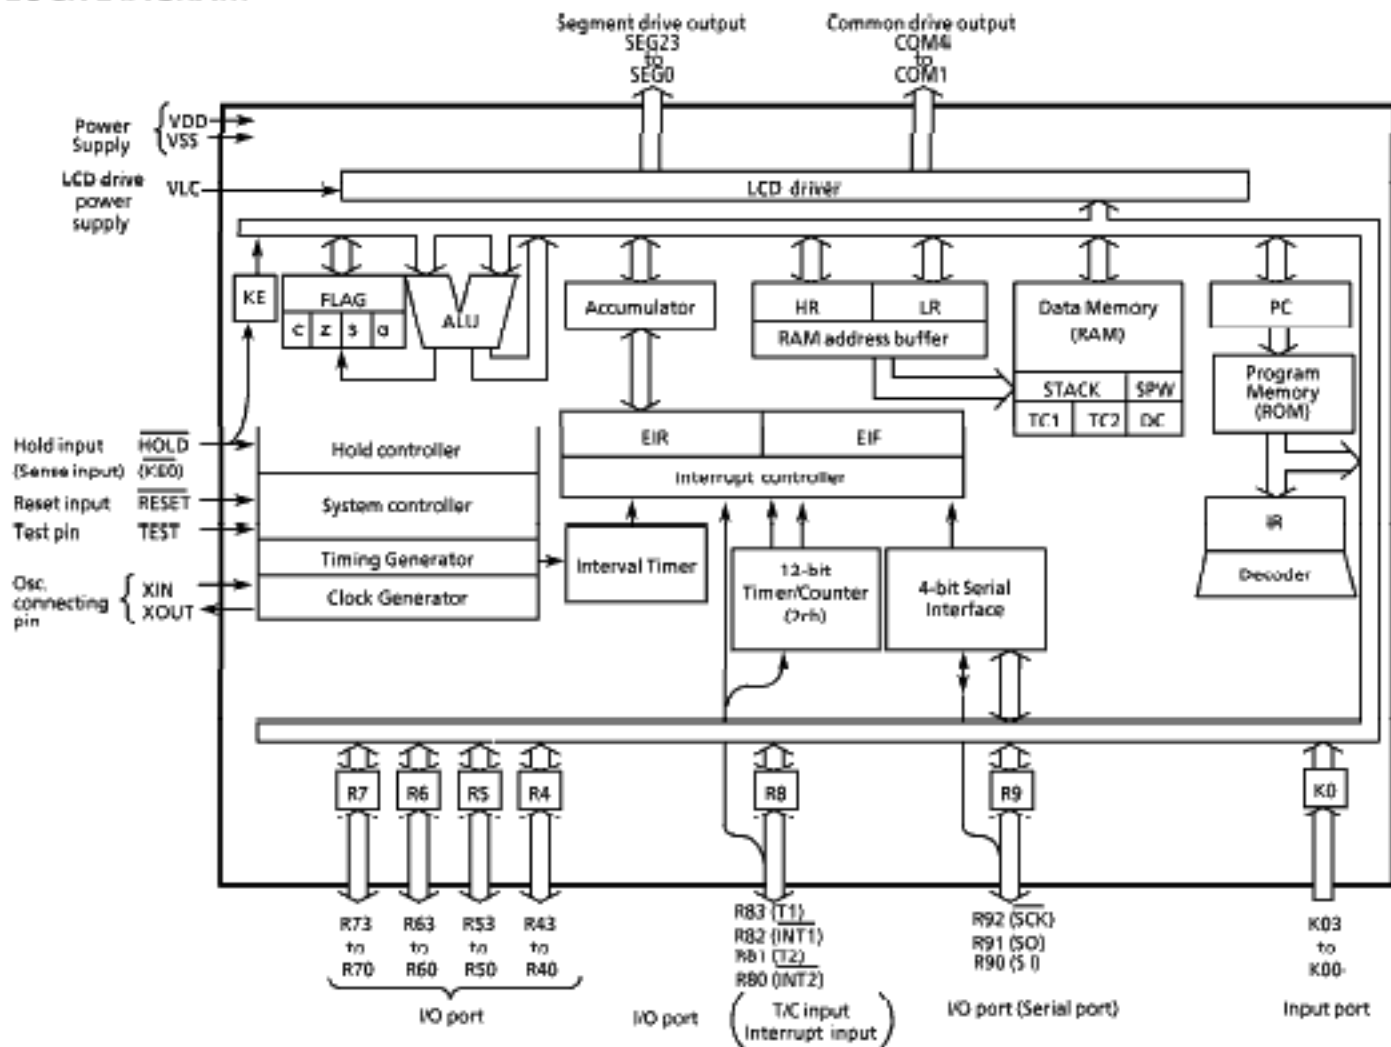 Segment drive output
SEG23
to
SEG0
Common drive output
COM4
to
COM1
Power
Supply
VDD
VSS
LCD drive
power
supply
VLC
LCD driver
KE
FLAG
C Z S G
ALU
Accumulator
HR LR
RAM address buffer
Data Memory
(RAM)
STACK SPW
TC1 TC2 DC
PC
Program
Memory
(ROM)
IR
Decoder
Hold input HOLD
(Sense input) (KE0)
Reset input RESET
Test pin TEST
Osc.
connecting
pin
XIN
XOUT
Hold controller
System controller
Timing Generator
Clock Generator
EIR EIF
Interrupt controller
Interval Timer
12-bit
Timer/Counter
(2ch)
4-bit Serial
Interface
R7 R6 R5 R4 R8 R9 K0
R73
to
R70
R63
to
R60
R53
to
R50
R43
to
R40
I/O port
R83 (T1)
R82 (INT1)
R81 (T2)
R80 (INT2)
I/O port
T/C input
Interrupt input
R92 (SCK)
R91 (SO)
R90 (SI)
I/O port (Serial port)
K03
to
K00
Input port